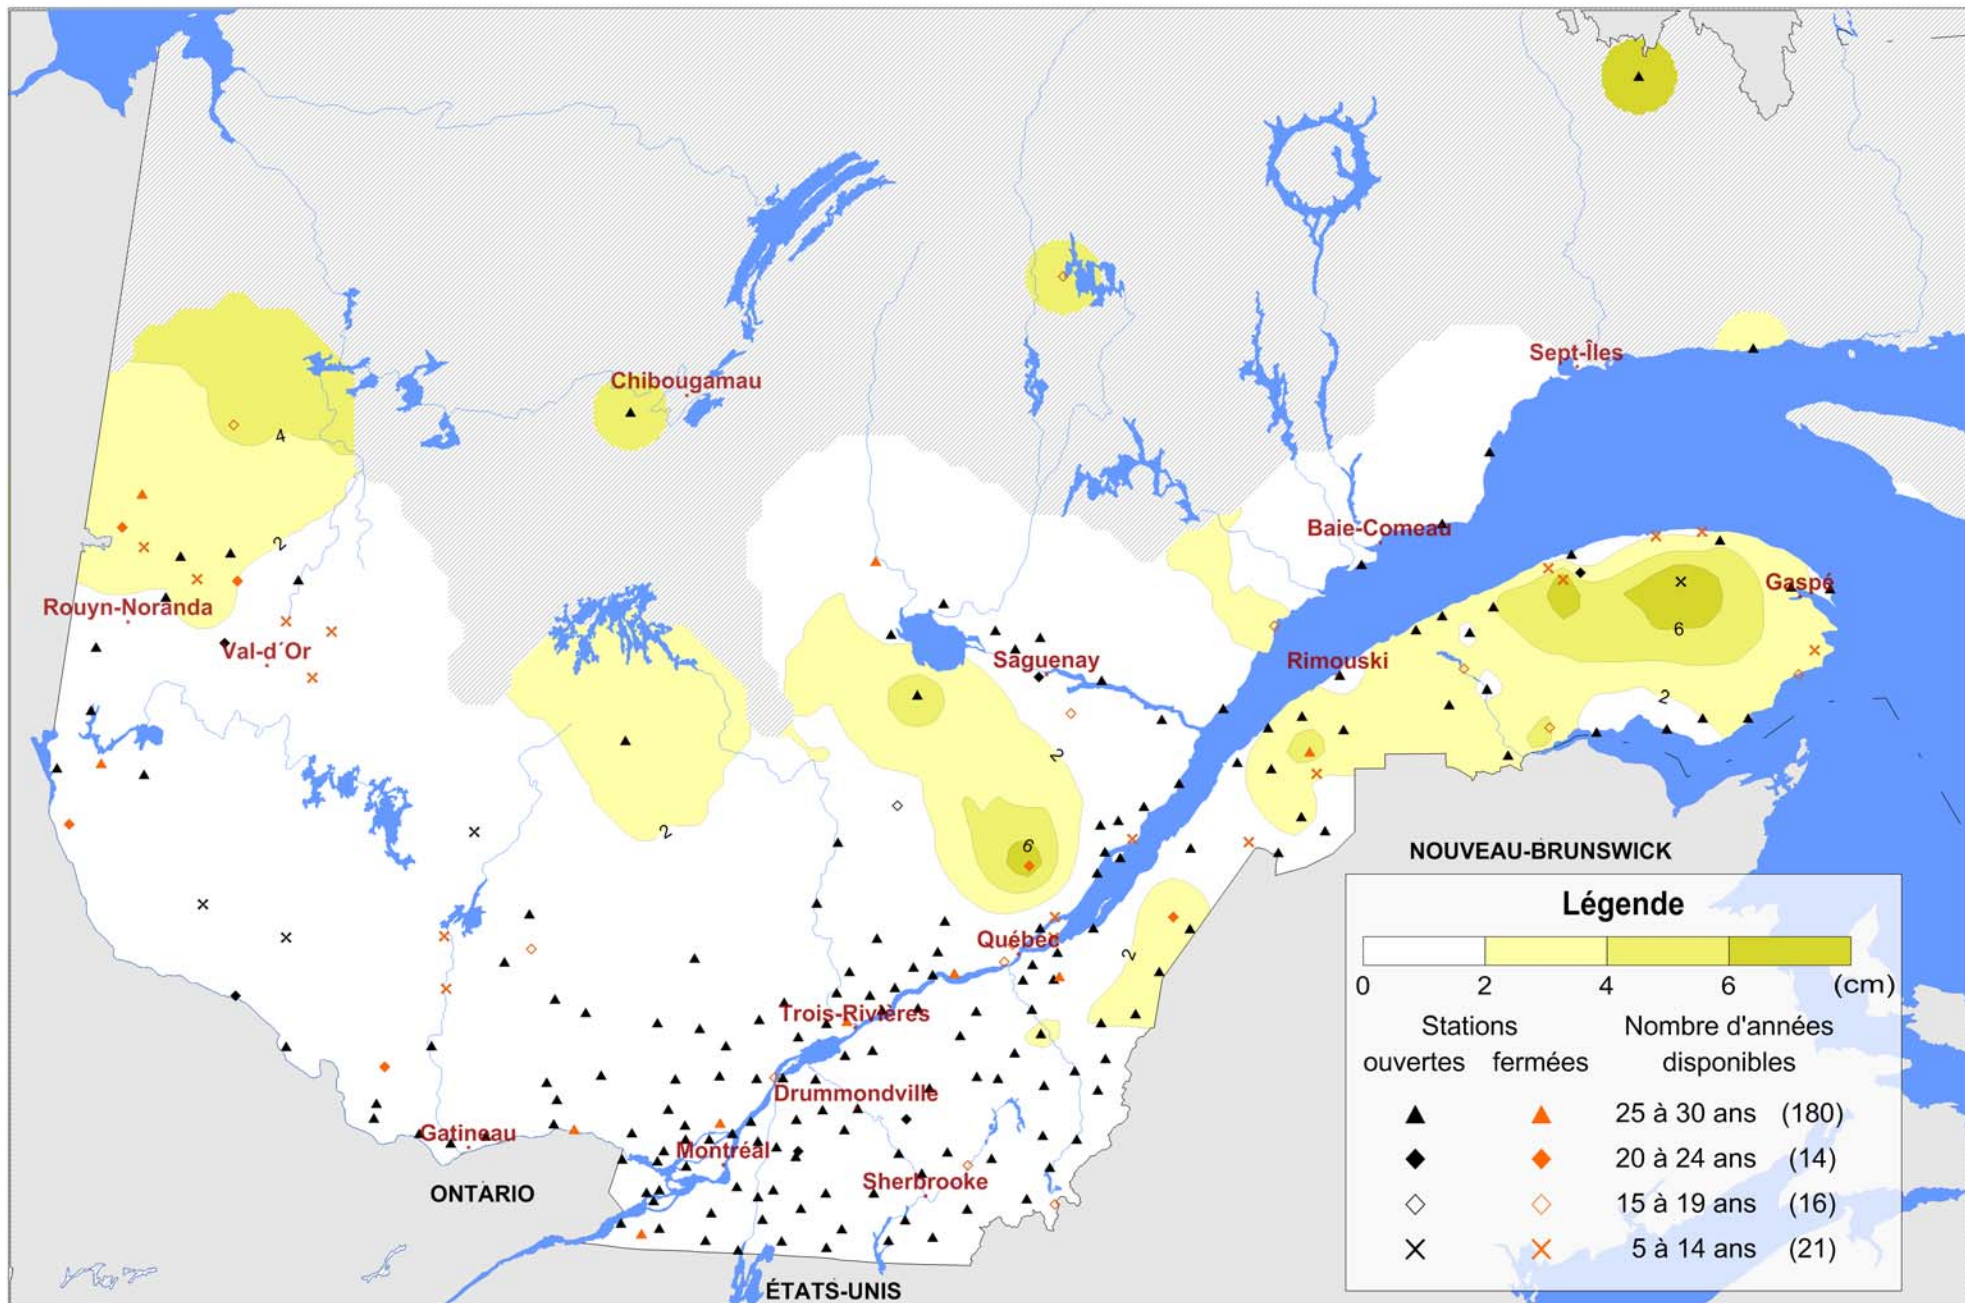 Sept-Îles
Chibougamau
4
Baie-Comeau
2
Rouyn-Noranda
Gaspé
6
Val-d´Or
Saguenay
Rimouski
2
2
2
6
NOUVEAU-BRUNSWICK
Québec
2
Trois-Rivières
Drummondville
Gatineau
Montréal
Sherbrooke
ONTARIO
ÉTATS-UNIS
Légende
0 2 4 6 (cm)
Stations Nombre d'années
ouvertes fermées disponibles
25 à 30 ans (180)
20 à 24 ans (14)
15 à 19 ans (16)
5 à 14 ans (21)